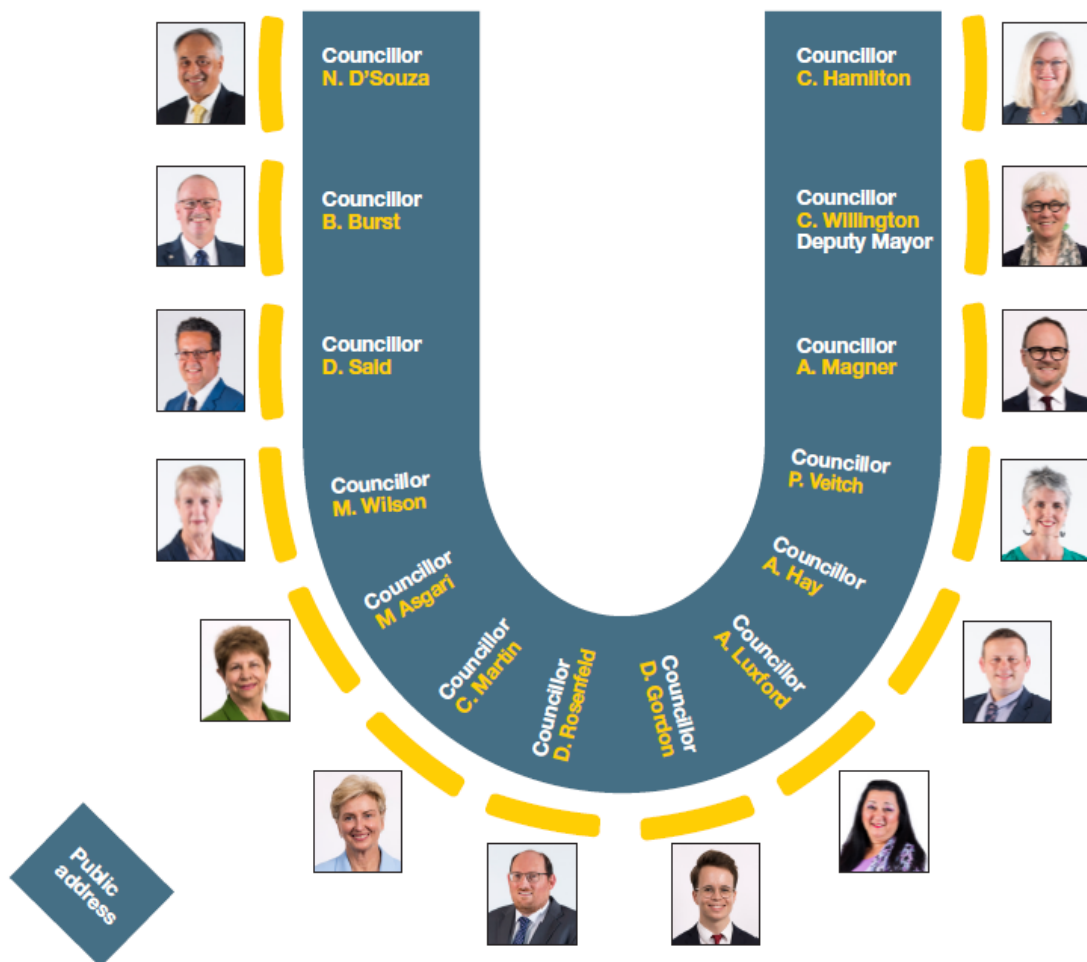 Councillor
N. D'Souza
Councillor
B. Burst
Councillor
D. Said
Councillor
M. Wilson
Councillor
M Asgari
Councillor
C. Martin
Councillor
D. Rosenfeld
Councillor
D. Gordon
Councillor
A. Luxford
Councillor
A. Hay
Councillor
P. Veitch
Councillor
A. Magner
Councillor
C. Willington
Deputy Mayor
Councillor
C. Hamilton
Public
address